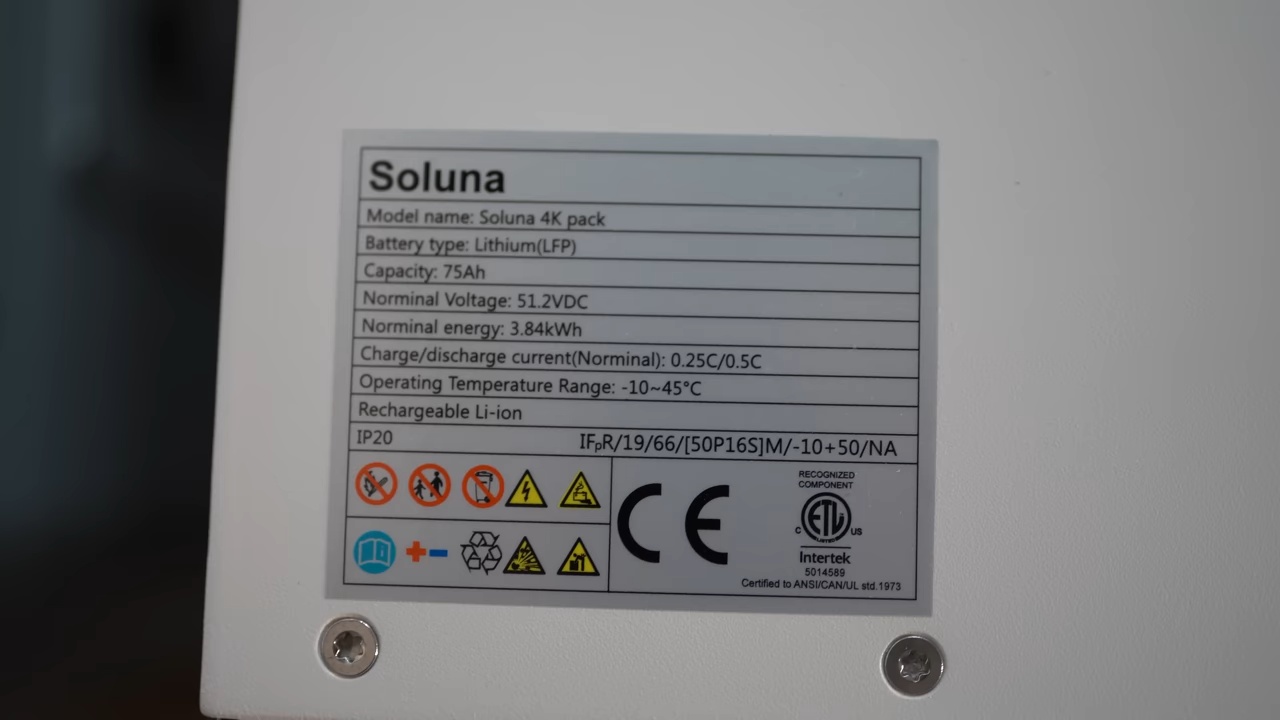 Soluna
Model name: Soluna 4K pack
Battery type: Lithium(LFP)
Capacity: 75Ah
Norminal Voltage: 51.2VDC
Norminal energy: 3.84kWh
Charge/discharge current(Norminal): 0.25C/0.5C
Operating Temperature Range: -10~45°C
Rechargeable Li-ion
IP20 IFpR/19/66/[50P16S]M/-10+50/NA
CE
RECOGNIZED
COMPONENT
C ETL US
LISTED
Intertek
5014589
Certified to ANSI/CAN/UL std.1973